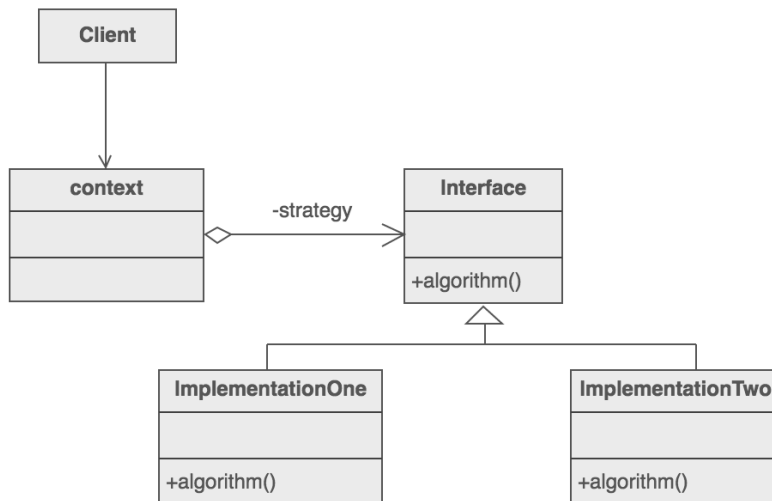 Client
context
-strategy
Interface
+algorithm()
ImplementationOne
+algorithm()
ImplementationTwo
+algorithm()